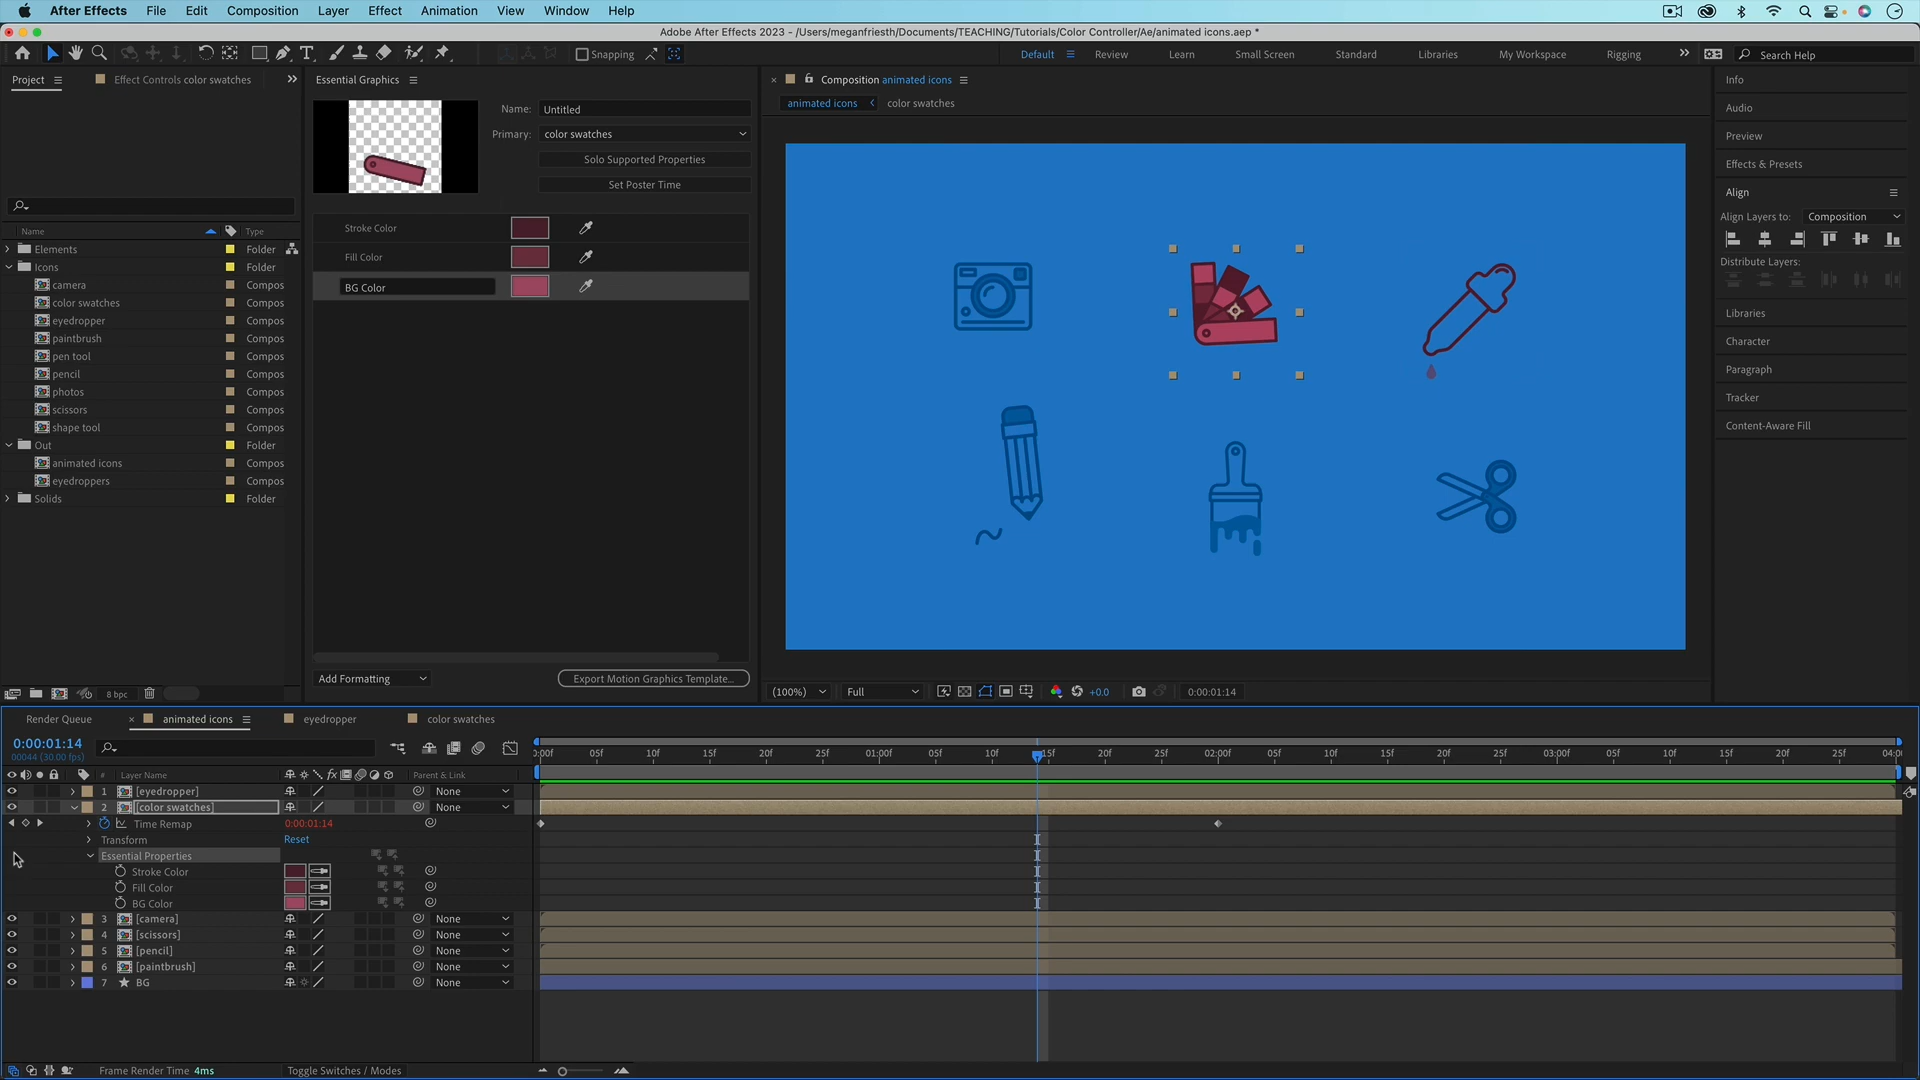 After Effects File Edit Composition Layer Effect Animation View Window Help
Adobe After Effects 2023 - /Users/meganfriesth/Documents/TEACHING/Tutorials/Color Controller/Ae/animated icons.aep *
Snapping Default Review Learn Small Screen Standard Libraries My Workspace Rigging Search Help
Project Effect Controls color swatches
Essential Graphics
Name: Untitled
Primary: color swatches
Solo Supported Properties
Set Poster Time
Stroke Color
Fill Color
BG Color
Add Formatting Export Motion Graphics Template...
Name Type
Elements Folder
Icons Folder
camera Compos
color swatches Compos
eyedropper Compos
paintbrush Compos
pen tool Compos
pencil Compos
photos Compos
scissors Compos
shape tool Compos
Out Folder
animated icons Compos
eyedroppers Compos
Solids Folder
8 bpc
Composition animated icons
animated icons color swatches
(100%) Full +0.0 0:00:01:14
Info
Audio
Preview
Effects & Presets
Align
Align Layers to: Composition
Distribute Layers:
Libraries
Character
Paragraph
Tracker
Content-Aware Fill
Render Queue animated icons eyedropper color swatches
0:00:01:14
00044 (30.00 fps)
:00f 05f 10f 15f 20f 25f 01:00f 05f 10f 15f 20f 25f 02:00f 05f 10f 15f 20f 25f 03:00f 05f 10f 15f 20f 25f 04:00
# Layer Name fx Parent & Link
1 [eyedropper] None
2 [color swatches] None
Time Remap 0:00:01:14
Transform Reset
Essential Properties
Stroke Color
Fill Color
BG Color
3 [camera] None
4 [scissors] None
5 [pencil] None
6 [paintbrush] None
7 BG None
Frame Render Time 4ms Toggle Switches / Modes